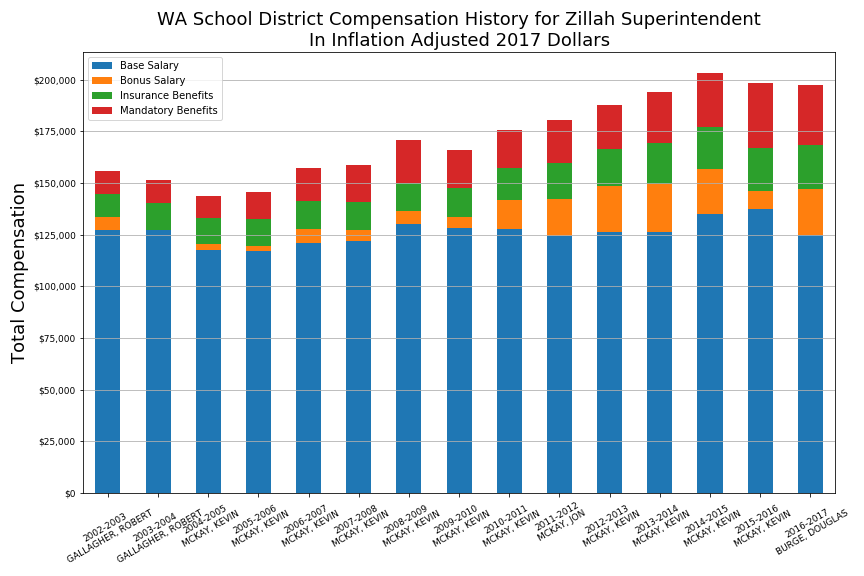 WA School District Compensation History for Zillah Superintendent
In Inflation Adjusted 2017 Dollars
Base Salary
Bonus Salary
Insurance Benefits
Mandatory Benefits
Total Compensation
$200,000
$175,000
$150,000
$125,000
$100,000
$75,000
$50,000
$25,000
$0
2002-2003
GALLAGHER, ROBERT
2003-2004
GALLAGHER, ROBERT
2004-2005
MCKAY, KEVIN
2005-2006
MCKAY, KEVIN
2006-2007
MCKAY, KEVIN
2007-2008
MCKAY, KEVIN
2008-2009
MCKAY, KEVIN
2009-2010
MCKAY, KEVIN
2010-2011
MCKAY, KEVIN
2011-2012
MCKAY, JON
2012-2013
MCKAY, KEVIN
2013-2014
MCKAY, KEVIN
2014-2015
MCKAY, KEVIN
2015-2016
MCKAY, KEVIN
2016-2017
BURGE, DOUGLAS